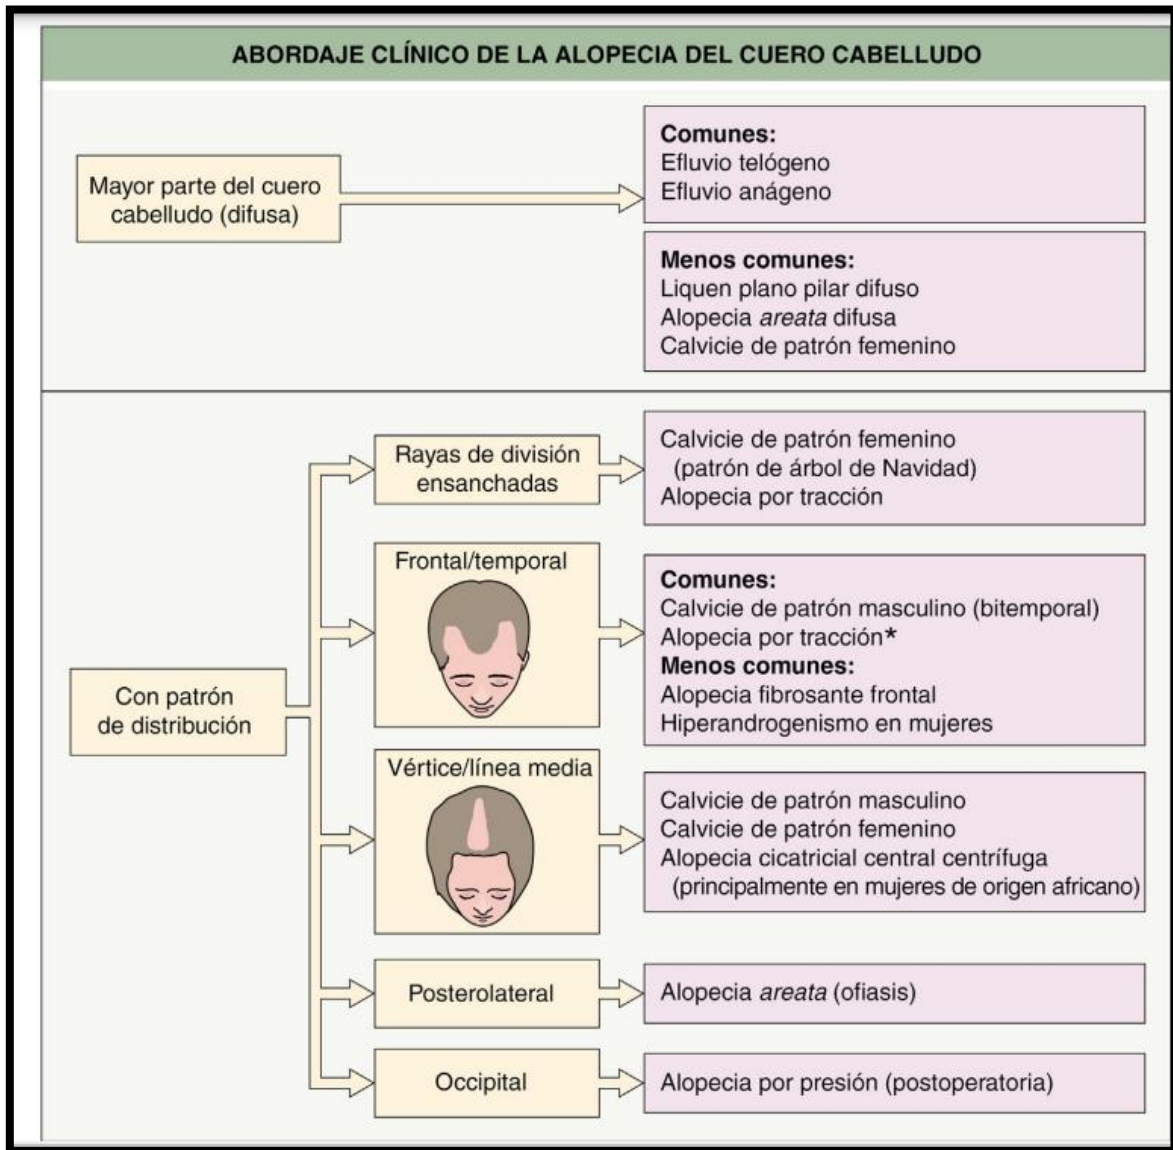 ABORDAJE CLÍNICO DE LA ALOPECIA DEL CUERO CABELLUDO
Mayor parte del cuero
cabelludo (difusa)
Comunes:
Efluvio telógeno
Efluvio anágeno
Menos comunes:
Liquen plano pilar difuso
Alopecia areata difusa
Calvicie de patrón femenino
Con patrón
de distribución
Rayas de división
ensanchadas
Calvicie de patrón femenino
(patrón de árbol de Navidad)
Alopecia por tracción
Frontal/temporal
Comunes:
Calvicie de patrón masculino (bitemporal)
Alopecia por tracción*
Menos comunes:
Alopecia fibrosante frontal
Hiperandrogenismo en mujeres
Vértice/línea media
Calvicie de patrón masculino
Calvicie de patrón femenino
Alopecia cicatricial central centrífuga
(principalmente en mujeres de origen africano)
Posterolateral
Alopecia areata (ofiasis)
Occipital
Alopecia por presión (postoperatoria)